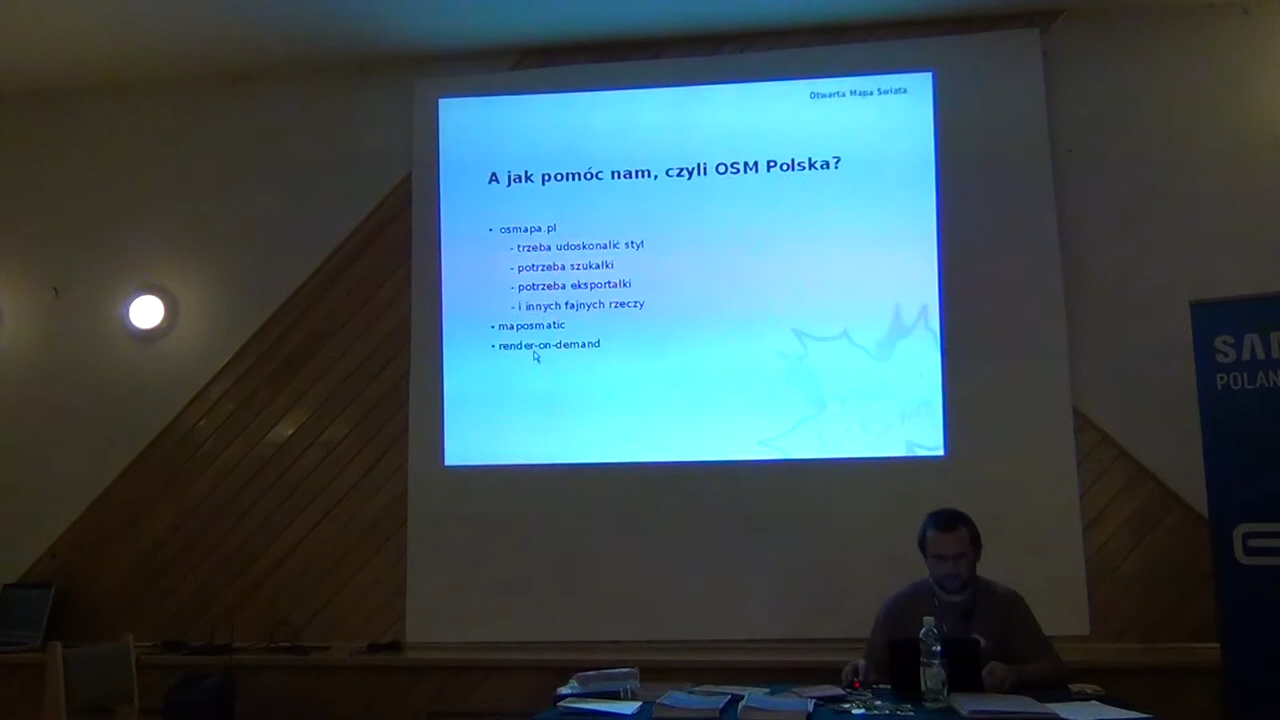 Otwarta Mapa Świata
A jak pomóc nam, czyli OSM Polska?
• osmapa.pl
- trzeba udoskonalić styl
- potrzeba szukałki
- potrzeba eksportałki
- i innych fajnych rzeczy
• maposmatic
• render-on-demand
POLAN